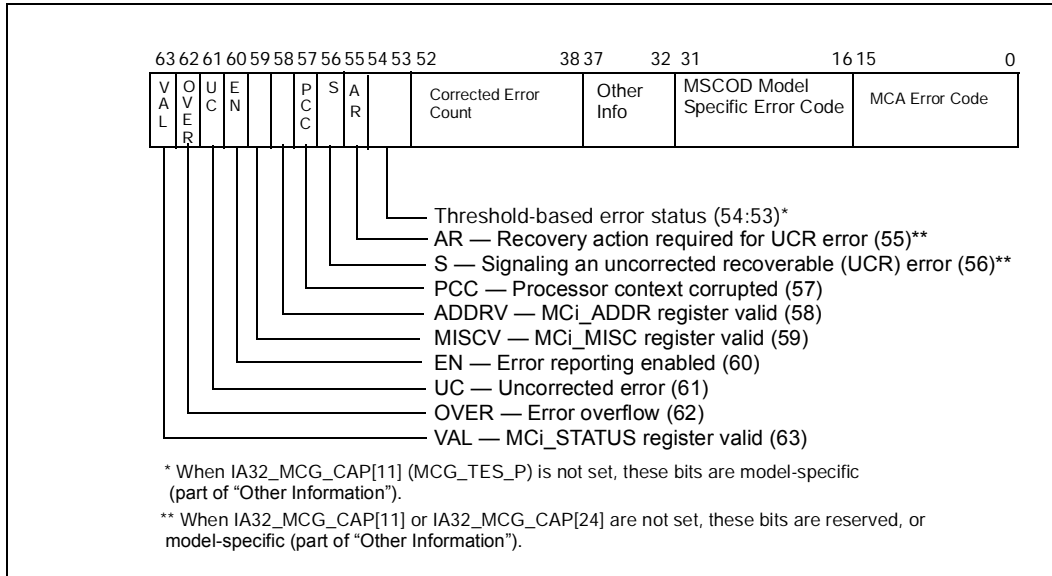 63 62 61 60 59 58 57 56 55 54 53 52 38 37 32 31 16 15 0
VAL
OVER
UC
EN
PCC
S
AR
Corrected Error
Count
Other
Info
MSCOD Model
Specific Error Code
MCA Error Code
Threshold-based error status (54:53)*
AR — Recovery action required for UCR error (55)**
S — Signaling an uncorrected recoverable (UCR) error (56)**
PCC — Processor context corrupted (57)
ADDRV — MCi_ADDR register valid (58)
MISCV — MCi_MISC register valid (59)
EN — Error reporting enabled (60)
UC — Uncorrected error (61)
OVER — Error overflow (62)
VAL — MCi_STATUS register valid (63)
* When IA32_MCG_CAP[11] (MCG_TES_P) is not set, these bits are model-specific
(part of “Other Information”).
** When IA32_MCG_CAP[11] or IA32_MCG_CAP[24] are not set, these bits are reserved, or
model-specific (part of “Other Information”).